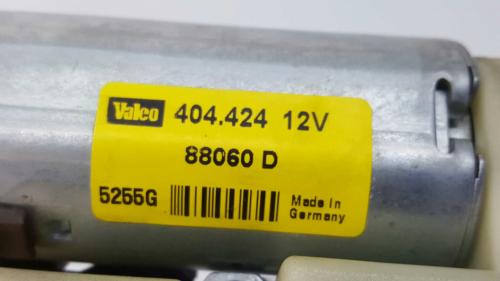 Valeo 404.424 12V
88060 D
5255G Made in
Germany